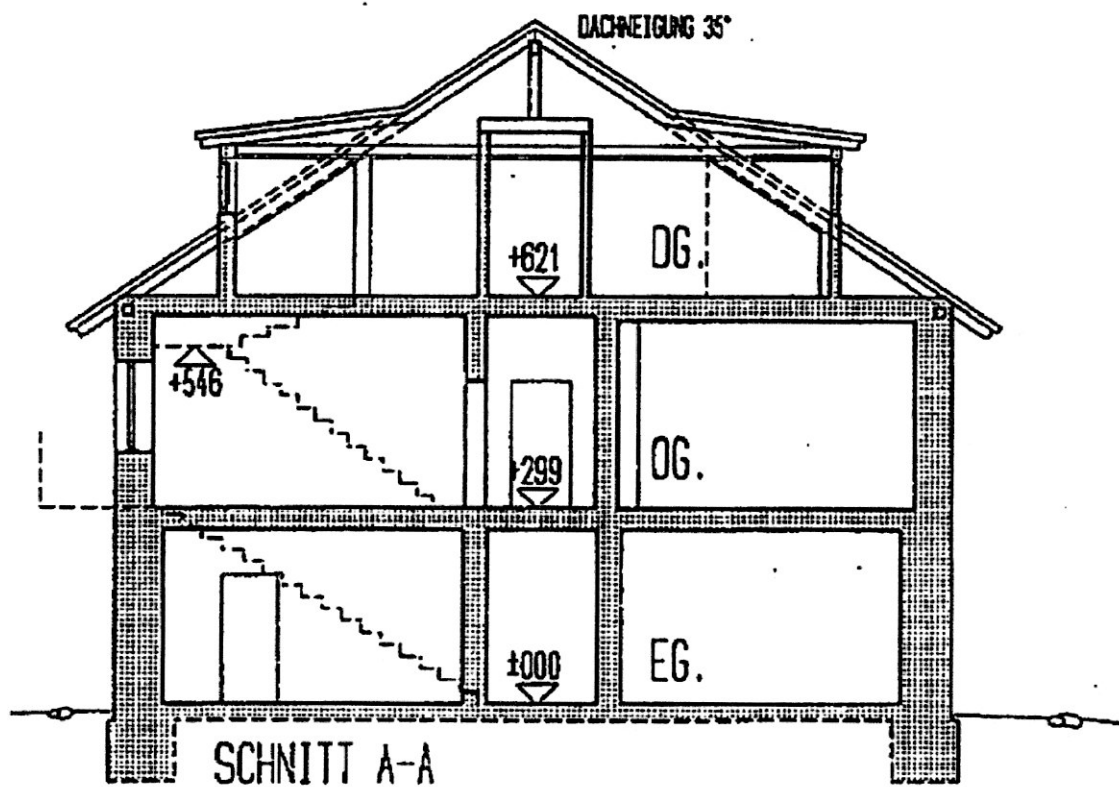 DACHNEIGUNG 35°
+621
DG.
+546
+299
OG.
±000
EG.
SCHNITT A-A